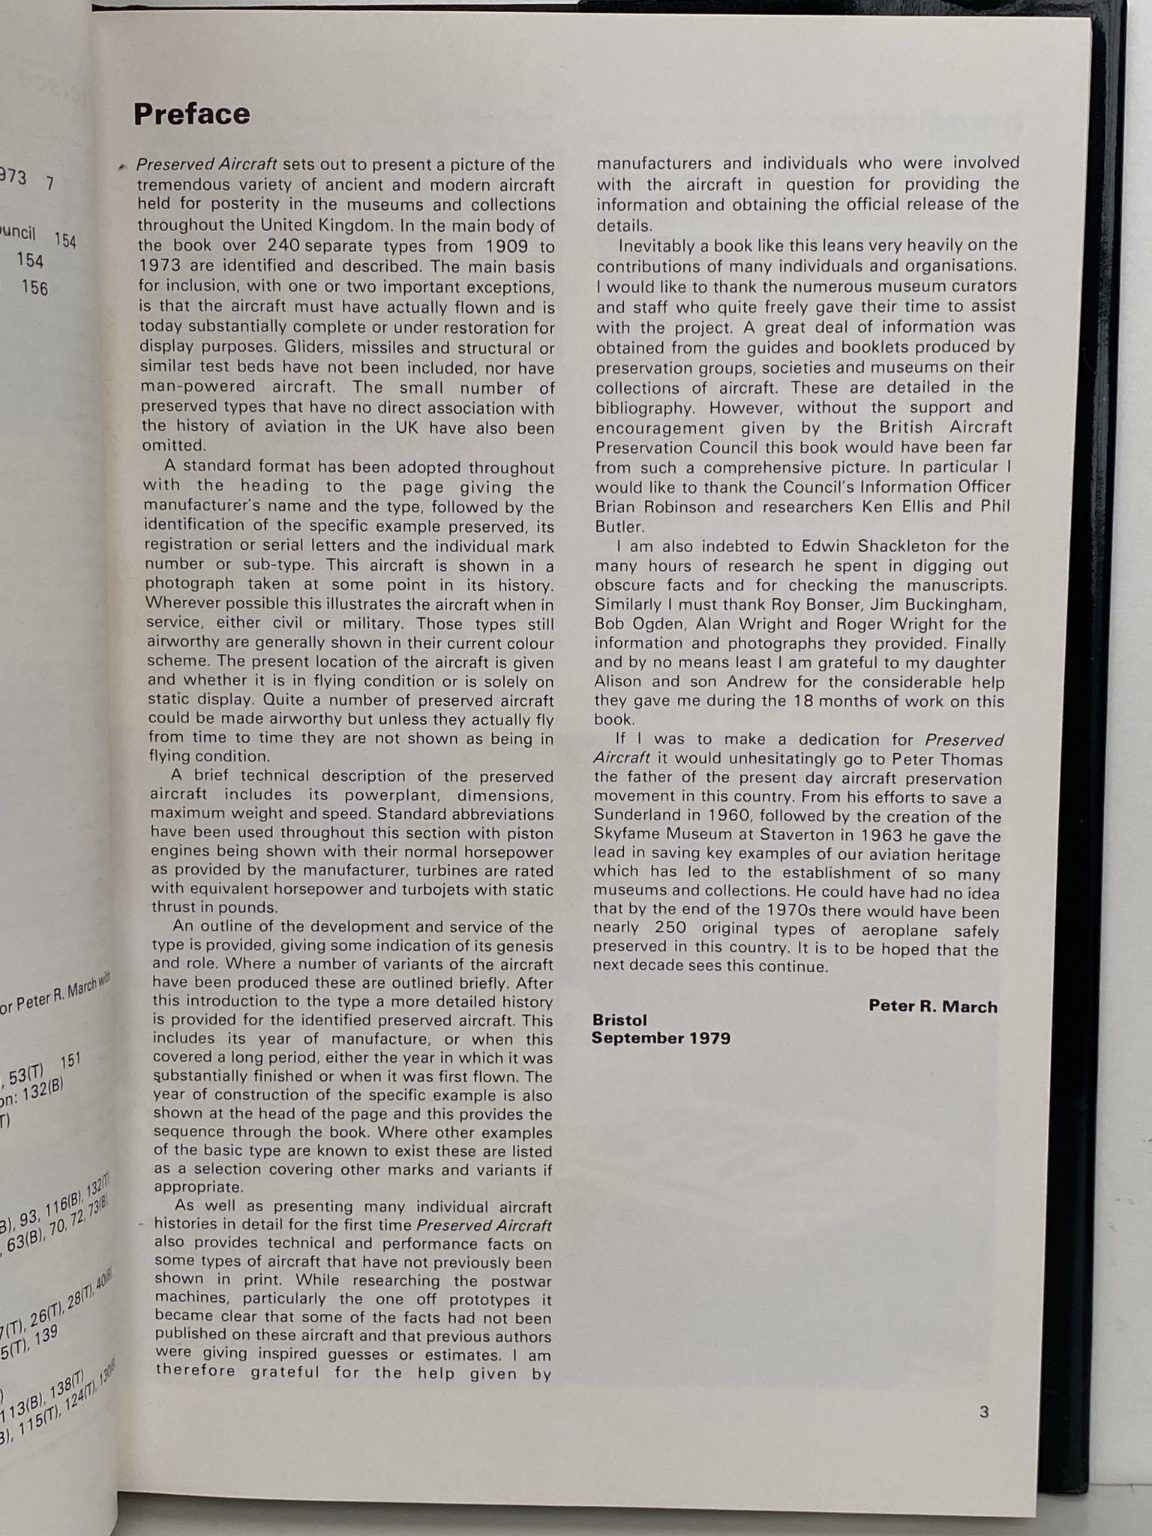 973 7
uncil 154
154
156
or Peter R. March with
, 53(T) 151
on: 132(B)
T)
B), 93, 116(B), 132(T)
, 63(B), 70, 72, 73(B)
7(T), 26(T), 28(T), 40(B)
5(T), 139
)
113(B), 138(T)
B), 115(T), 124(T), 130(B)
Preface
Preserved Aircraft sets out to present a picture of the
tremendous variety of ancient and modern aircraft
held for posterity in the museums and collections
throughout the United Kingdom. In the main body of
the book over 240 separate types from 1909 to
1973 are identified and described. The main basis
for inclusion, with one or two important exceptions,
is that the aircraft must have actually flown and is
today substantially complete or under restoration for
display purposes. Gliders, missiles and structural or
similar test beds have not been included, nor have
man-powered aircraft. The small number of
preserved types that have no direct association with
the history of aviation in the UK have also been
omitted.
A standard format has been adopted throughout
with the heading to the page giving the
manufacturer's name and the type, followed by the
identification of the specific example preserved, its
registration or serial letters and the individual mark
number or sub-type. This aircraft is shown in a
photograph taken at some point in its history.
Wherever possible this illustrates the aircraft when in
service, either civil or military. Those types still
airworthy are generally shown in their current colour
scheme. The present location of the aircraft is given
and whether it is in flying condition or is solely on
static display. Quite a number of preserved aircraft
could be made airworthy but unless they actually fly
from time to time they are not shown as being in
flying condition.
A brief technical description of the preserved
aircraft includes its powerplant, dimensions,
maximum weight and speed. Standard abbreviations
have been used throughout this section with piston
engines being shown with their normal horsepower
as provided by the manufacturer, turbines are rated
with equivalent horsepower and turbojets with static
thrust in pounds.
An outline of the development and service of the
type is provided, giving some indication of its genesis
and role. Where a number of variants of the aircraft
have been produced these are outlined briefly. After
this introduction to the type a more detailed history
is provided for the identified preserved aircraft. This
includes its year of manufacture, or when this
covered a long period, either the year in which it was
substantially finished or when it was first flown. The
year of construction of the specific example is also
shown at the head of the page and this provides the
sequence through the book. Where other examples
of the basic type are known to exist these are listed
as a selection covering other marks and variants if
appropriate.
As well as presenting many individual aircraft
histories in detail for the first time Preserved Aircraft
also provides technical and performance facts on
some types of aircraft that have not previously been
shown in print. While researching the postwar
machines, particularly the one off prototypes it
became clear that some of the facts had not been
published on these aircraft and that previous authors
were giving inspired guesses or estimates. I am
therefore grateful for the help given by
manufacturers and individuals who were involved
with the aircraft in question for providing the
information and obtaining the official release of the
details.
Inevitably a book like this leans very heavily on the
contributions of many individuals and organisations.
I would like to thank the numerous museum curators
and staff who quite freely gave their time to assist
with the project. A great deal of information was
obtained from the guides and booklets produced by
preservation groups, societies and museums on their
collections of aircraft. These are detailed in the
bibliography. However, without the support and
encouragement given by the British Aircraft
Preservation Council this book would have been far
from such a comprehensive picture. In particular I
would like to thank the Council's Information Officer
Brian Robinson and researchers Ken Ellis and Phil
Butler.
I am also indebted to Edwin Shackleton for the
many hours of research he spent in digging out
obscure facts and for checking the manuscripts.
Similarly I must thank Roy Bonser, Jim Buckingham,
Bob Ogden, Alan Wright and Roger Wright for the
information and photographs they provided. Finally
and by no means least I am grateful to my daughter
Alison and son Andrew for the considerable help
they gave me during the 18 months of work on this
book.
If I was to make a dedication for Preserved
Aircraft it would unhesitatingly go to Peter Thomas
the father of the present day aircraft preservation
movement in this country. From his efforts to save a
Sunderland in 1960, followed by the creation of the
Skyfame Museum at Staverton in 1963 he gave the
lead in saving key examples of our aviation heritage
which has led to the establishment of so many
museums and collections. He could have had no idea
that by the end of the 1970s there would have been
nearly 250 original types of aeroplane safely
preserved in this country. It is to be hoped that the
next decade sees this continue.
Peter R. March
Bristol
September 1979
3